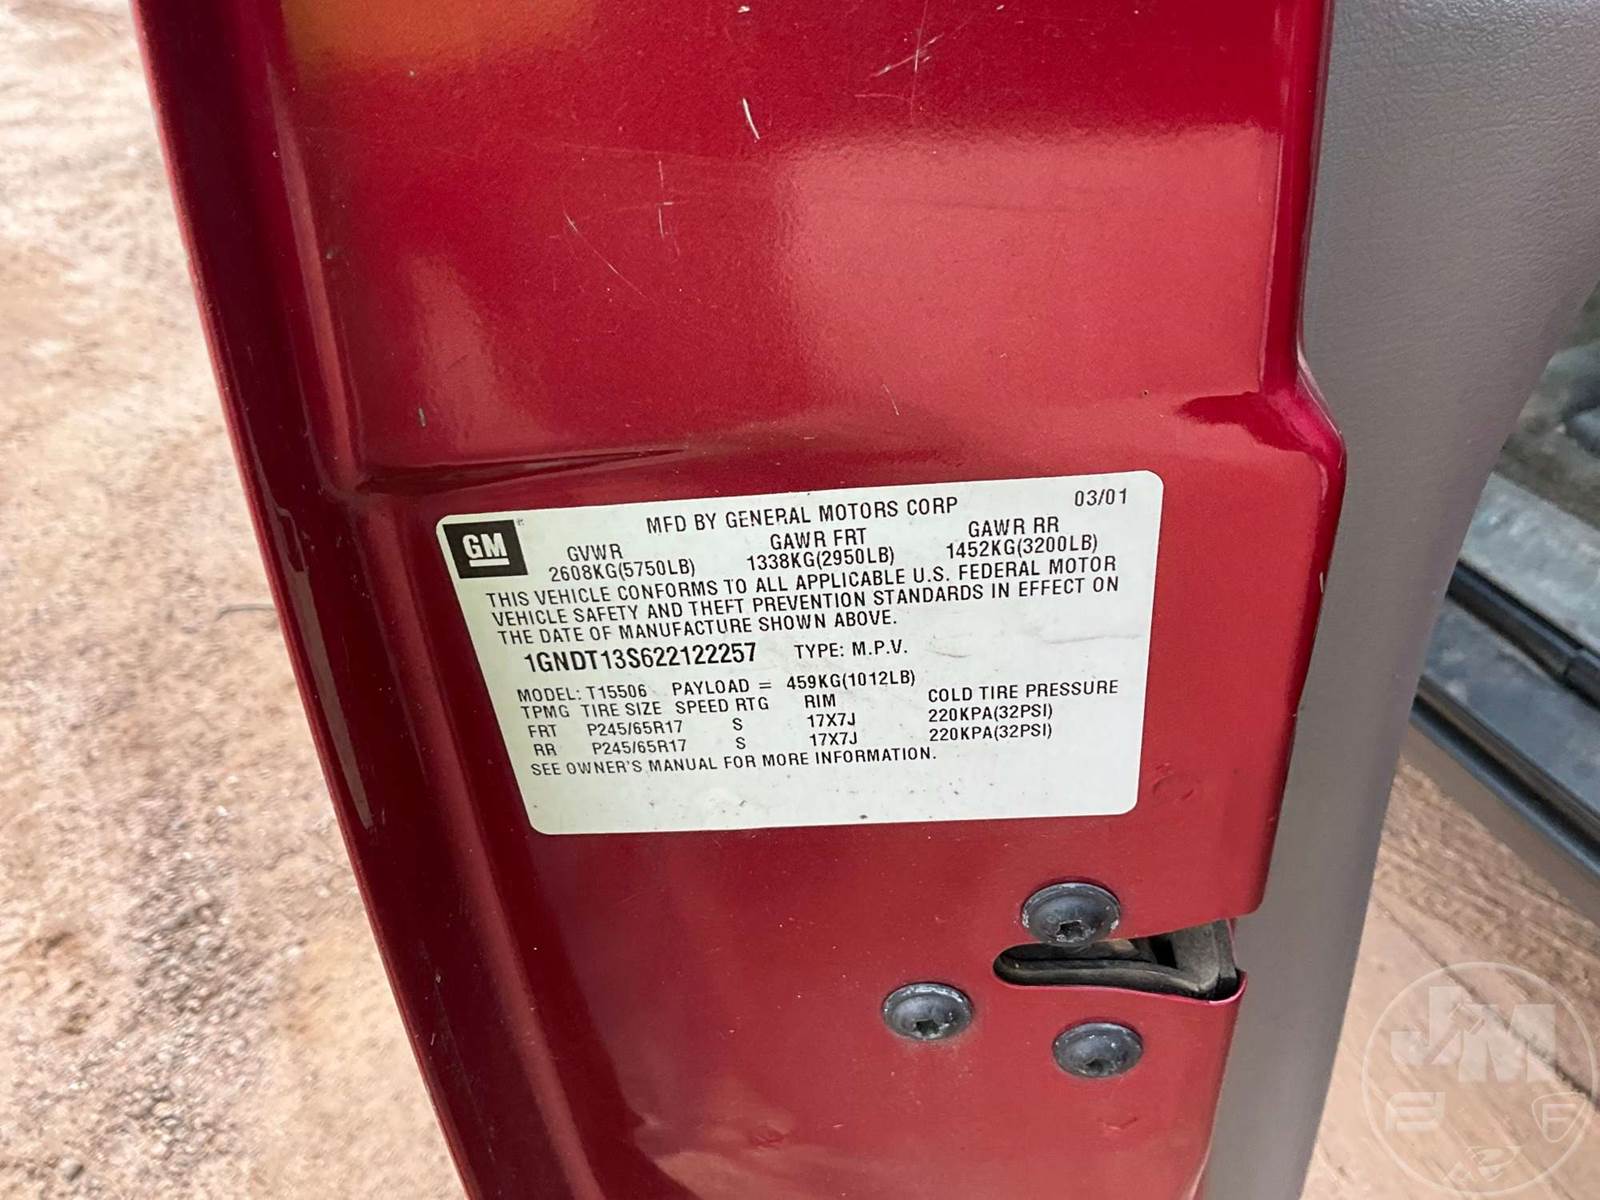 MFD BY GENERAL MOTORS CORP 03/01
GM
GVWR GAWR FRT GAWR RR
2608KG(5750LB) 1338KG(2950LB) 1452KG(3200LB)
THIS VEHICLE CONFORMS TO ALL APPLICABLE U.S. FEDERAL MOTOR
VEHICLE SAFETY AND THEFT PREVENTION STANDARDS IN EFFECT ON
THE DATE OF MANUFACTURE SHOWN ABOVE.
1GNDT13S622122257 TYPE: M.P.V.
MODEL: T15506 PAYLOAD = 459KG(1012LB)
TPMG TIRE SIZE SPEED RTG RIM COLD TIRE PRESSURE
FRT P245/65R17 S 17X7J 220KPA(32PSI)
RR P245/65R17 S 17X7J 220KPA(32PSI)
SEE OWNER'S MANUAL FOR MORE INFORMATION.
JM